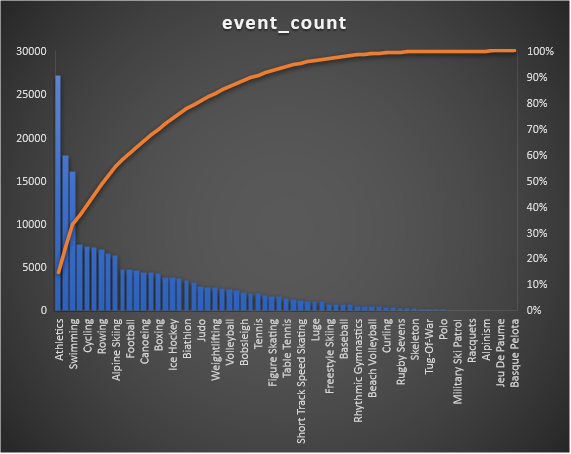 event_count
30000
25000
20000
15000
10000
5000
0
100%
90%
80%
70%
60%
50%
40%
30%
20%
10%
0%
Athletics
Swimming
Cycling
Rowing
Alpine Skiing
Football
Canoeing
Boxing
Ice Hockey
Biathlon
Judo
Weightlifting
Volleyball
Bobsleigh
Tennis
Figure Skating
Table Tennis
Short Track Speed Skating
Luge
Freestyle Skiing
Baseball
Rhythmic Gymnastics
Beach Volleyball
Curling
Rugby Sevens
Skeleton
Tug-Of-War
Polo
Military Ski Patrol
Racquets
Alpinism
Jeu De Paume
Basque Pelota